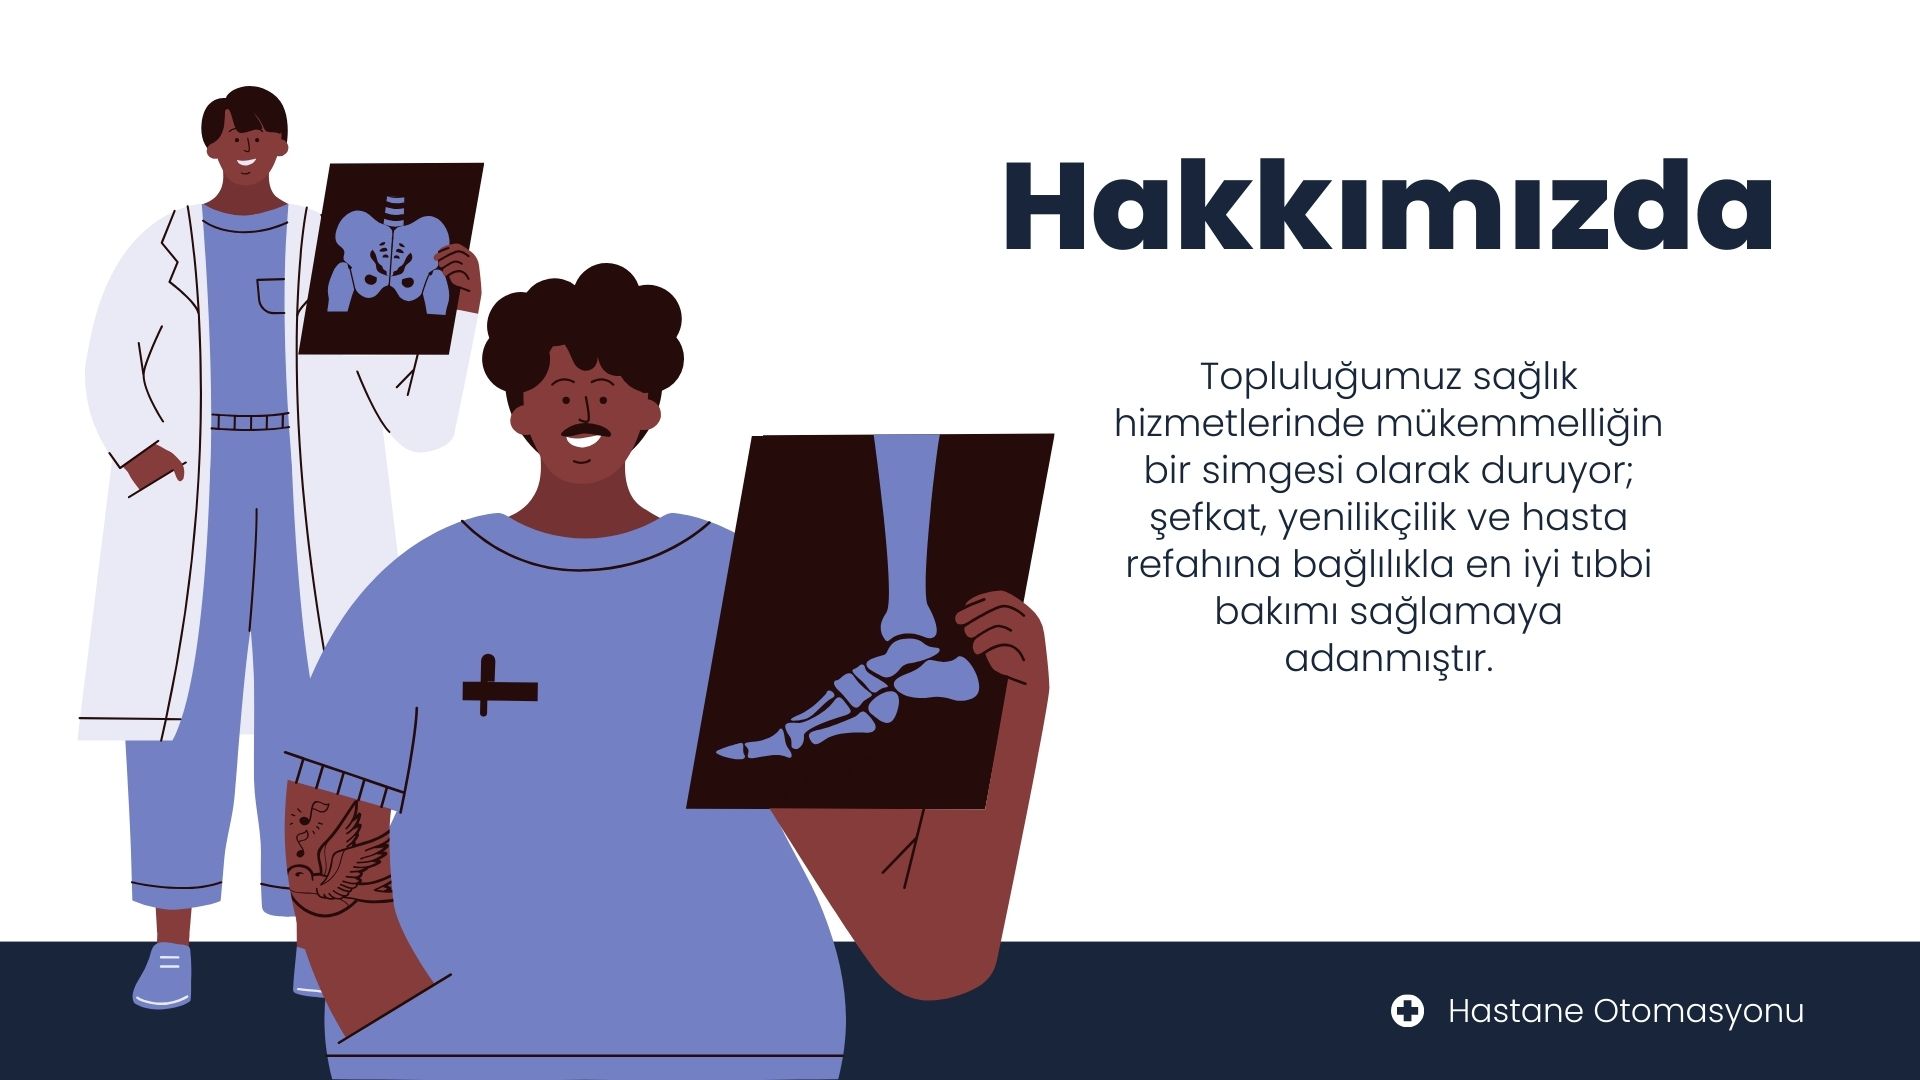 Hakkımızda
Topluluğumuz sağlık
hizmetlerinde mükemmelliğin
bir simgesi olarak duruyor;
şefkat, yenilikçilik ve hasta
refahına bağlılıkla en iyi tıbbi
bakımı sağlamaya
adanmıştır.
Hastane Otomasyonu